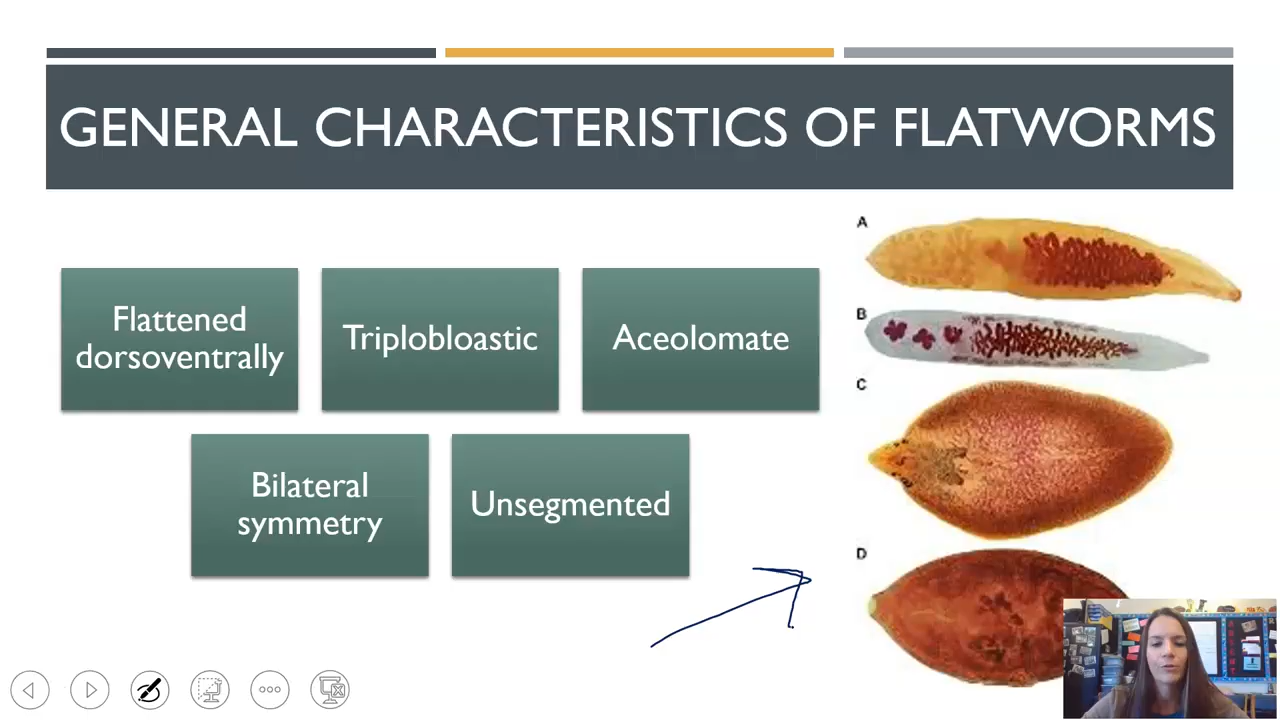 GENERAL CHARACTERISTICS OF FLATWORMS
Flattened
dorsoventrally
Triplobloastic
Aceolomate
Bilateral
symmetry
Unsegmented
A
B
C
D